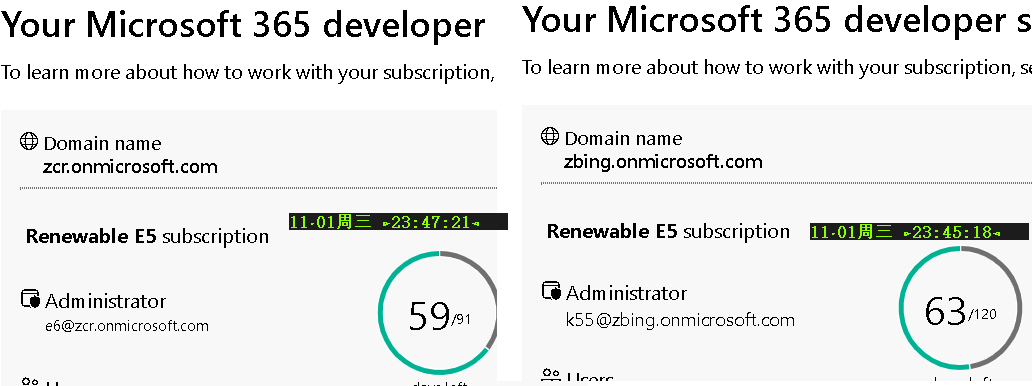 Your Microsoft 365 developer
To learn more about how to work with your subscription,
Domain name
zcr.onmicrosoft.com
11-01周三 23:47:21
Renewable E5 subscription
Administrator
e6@zcr.onmicrosoft.com
59/91
Your Microsoft 365 developer s
To learn more about how to work with your subscription, se
Domain name
zbing.onmicrosoft.com
11-01周三 23:45:18
Renewable E5 subscription
Administrator
k55@zbing.onmicrosoft.com
63/120
Users